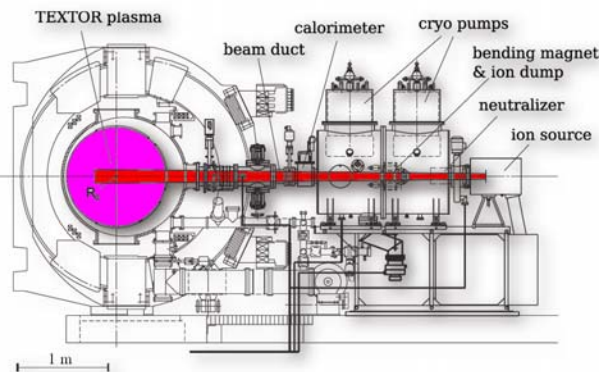 TEXTOR plasma
calorimeter
cryo pumps
beam duct
bending magnet
& ion dump
neutralizer
ion source
R
1 m